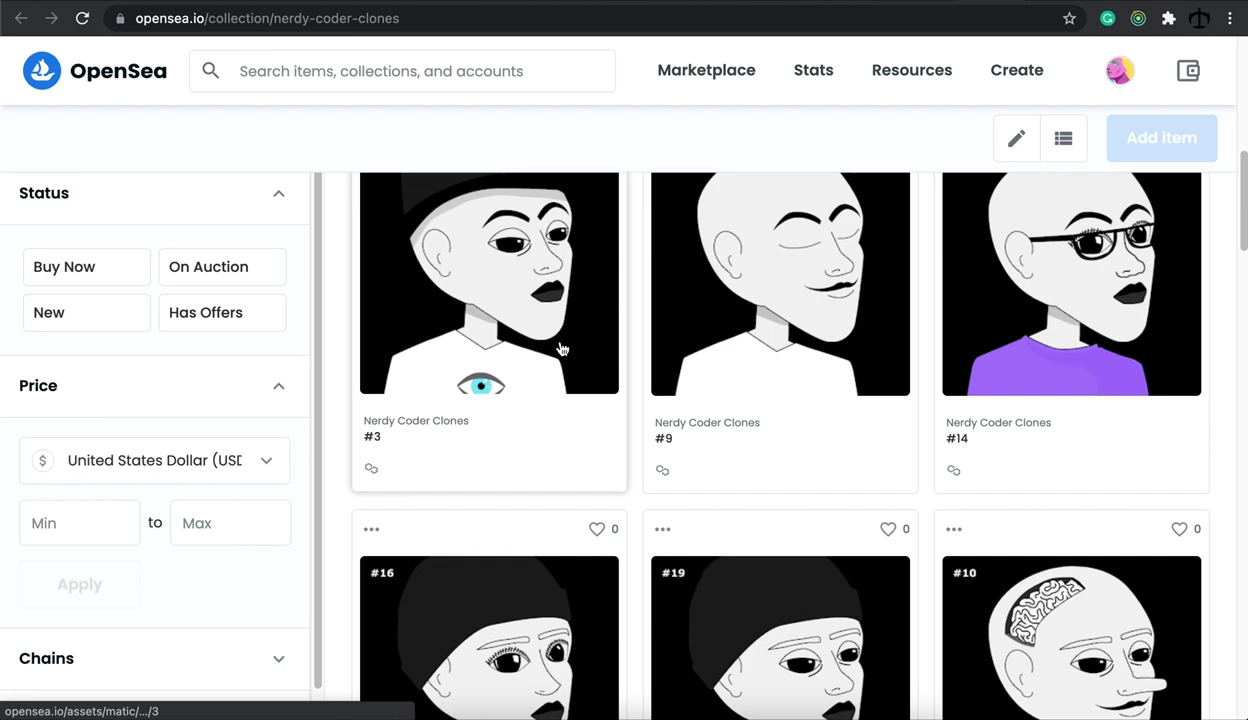 opensea.io/collection/nerdy-coder-clones
OpenSea
Search items, collections, and accounts
Marketplace
Stats
Resources
Create
Add item
Status
Buy Now
On Auction
New
Has Offers
Price
$ United States Dollar (USD
Min to Max
Apply
Chains
Nerdy Coder Clones
#3
Nerdy Coder Clones
#9
Nerdy Coder Clones
#14
0
0
0
#16
#19
#10
opensea.io/assets/matic/.../3